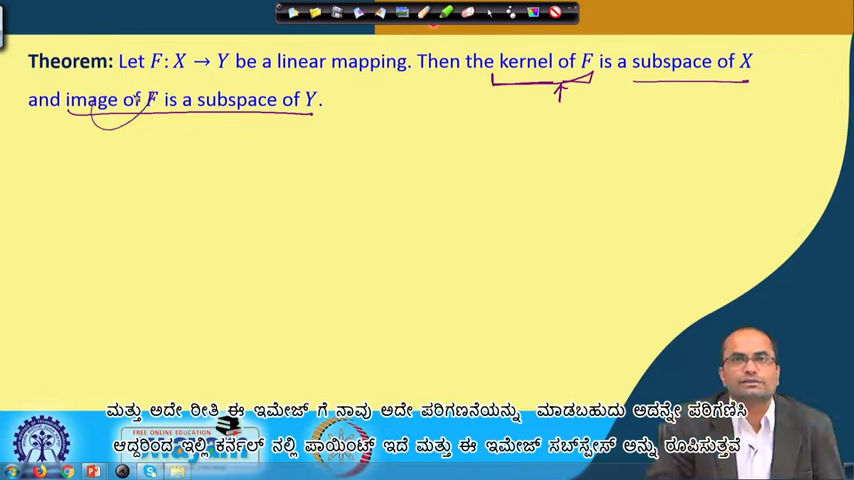 Theorem: Let F: X → Y be a linear mapping. Then the kernel of F is a subspace of X
and image of F is a subspace of Y.
ಮತ್ತು ಅದೇ ರೀತಿ ಈ ಇಮೇಜ್ ಗೆ ನಾವು ಅದೇ ಪರಿಗಣನೆಯನ್ನು ಮಾಡಬಹುದು ಅದನ್ನೇ ಪರಿಗಣಿಸಿ
ಆದ್ದರಿಂದ ಇಲ್ಲಿ ಕರ್ನಲ್ ನಲ್ಲಿ ಪಾಯಿಂಟ್ ಇದೆ ಮತ್ತು ಈ ಇಮೇಜ್ ಸಬ್‌ಸ್ಪೇಸ್ ಅನ್ನು ರೂಪಿಸುತ್ತವೆ
FREE ONLINE EDUCATION